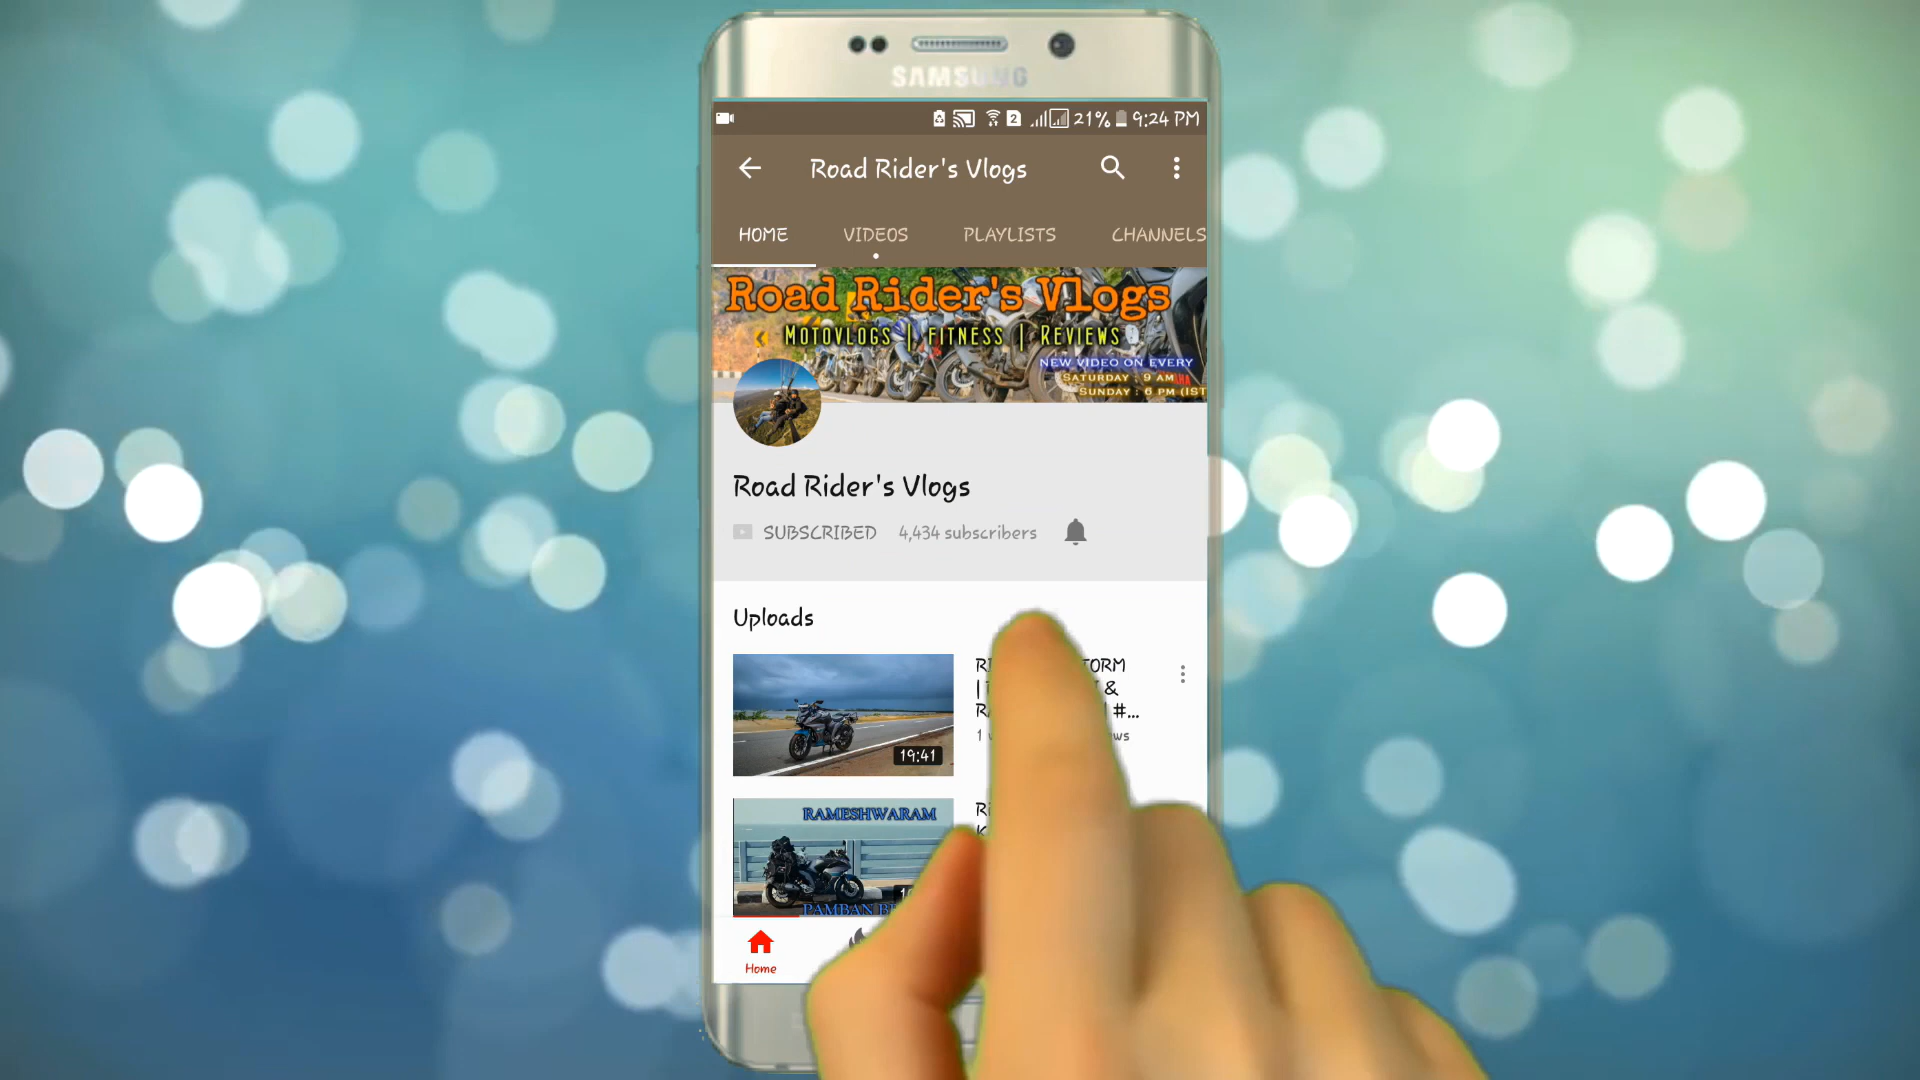 SAMSUNG
2 21% 9:24 PM
Road Rider's Vlogs
HOME VIDEOS PLAYLISTS CHANNELS
Road Rider's Vlogs
MOTOVLOGS | FITNESS | REVIEWS
NEW VIDEO ON EVERY
SATURDAY : 9 AM
SUNDAY : 6 PM (IST
Road Rider's Vlogs
SUBSCRIBED 4,434 subscribers
Uploads
&
#...
19:41
RAMESHWARAM
PAMBAN
Home